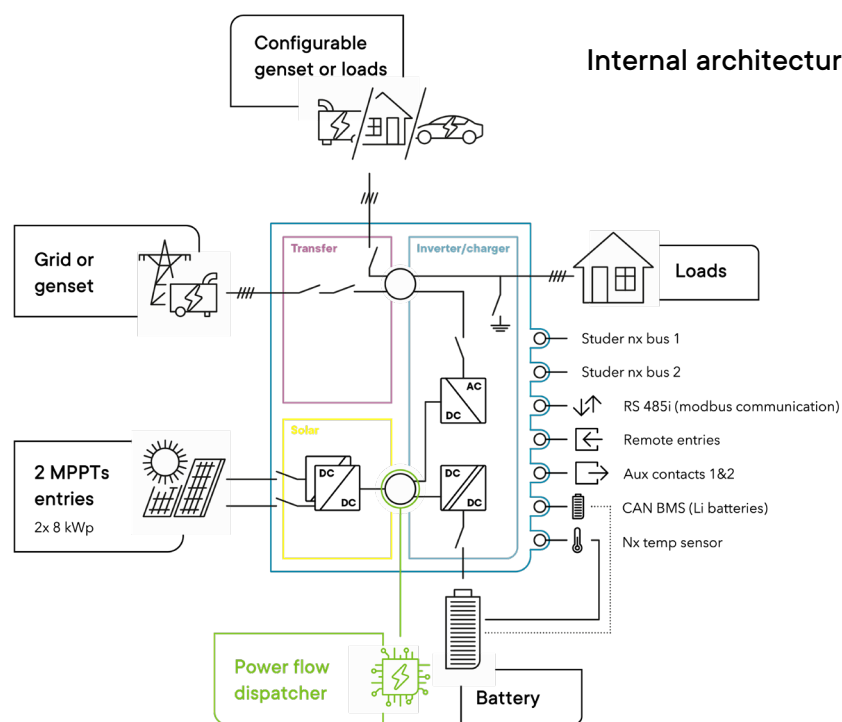 Configurable
genset or loads
Internal architectur
Transfer
Inverter/charger
Grid or
genset
Loads
Studer nx bus 1
Studer nx bus 2
AC
DC
RS 485i (modbus communication)
Solar
Remote entries
2 MPPTs
entries
2x 8 kWp
DC
DC
DC
DC
Aux contacts 1&2
CAN BMS (Li batteries)
Nx temp sensor
Power flow
dispatcher
Battery